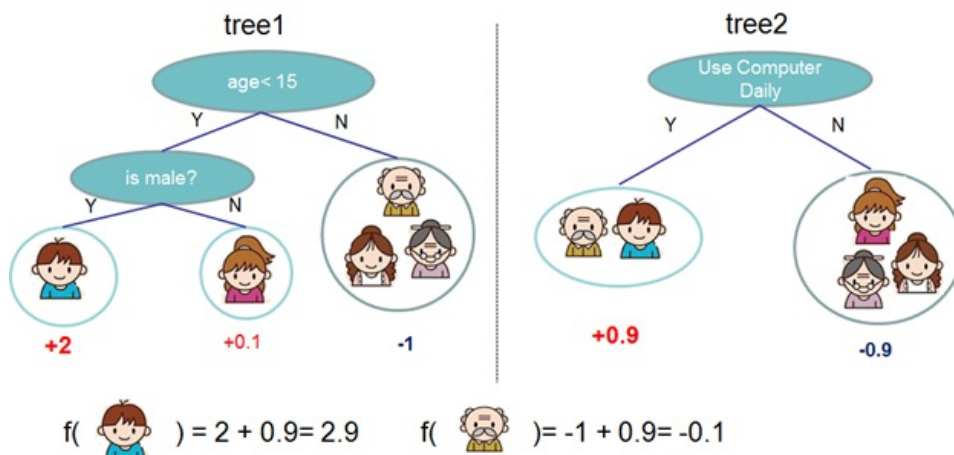 tree1
age< 15
Y
N
is male?
Y
N
+2
+0.1
-1
tree2
Use Computer
Daily
Y
N
+0.9
-0.9
f( ) = 2 + 0.9= 2.9
f( )= -1 + 0.9= -0.1